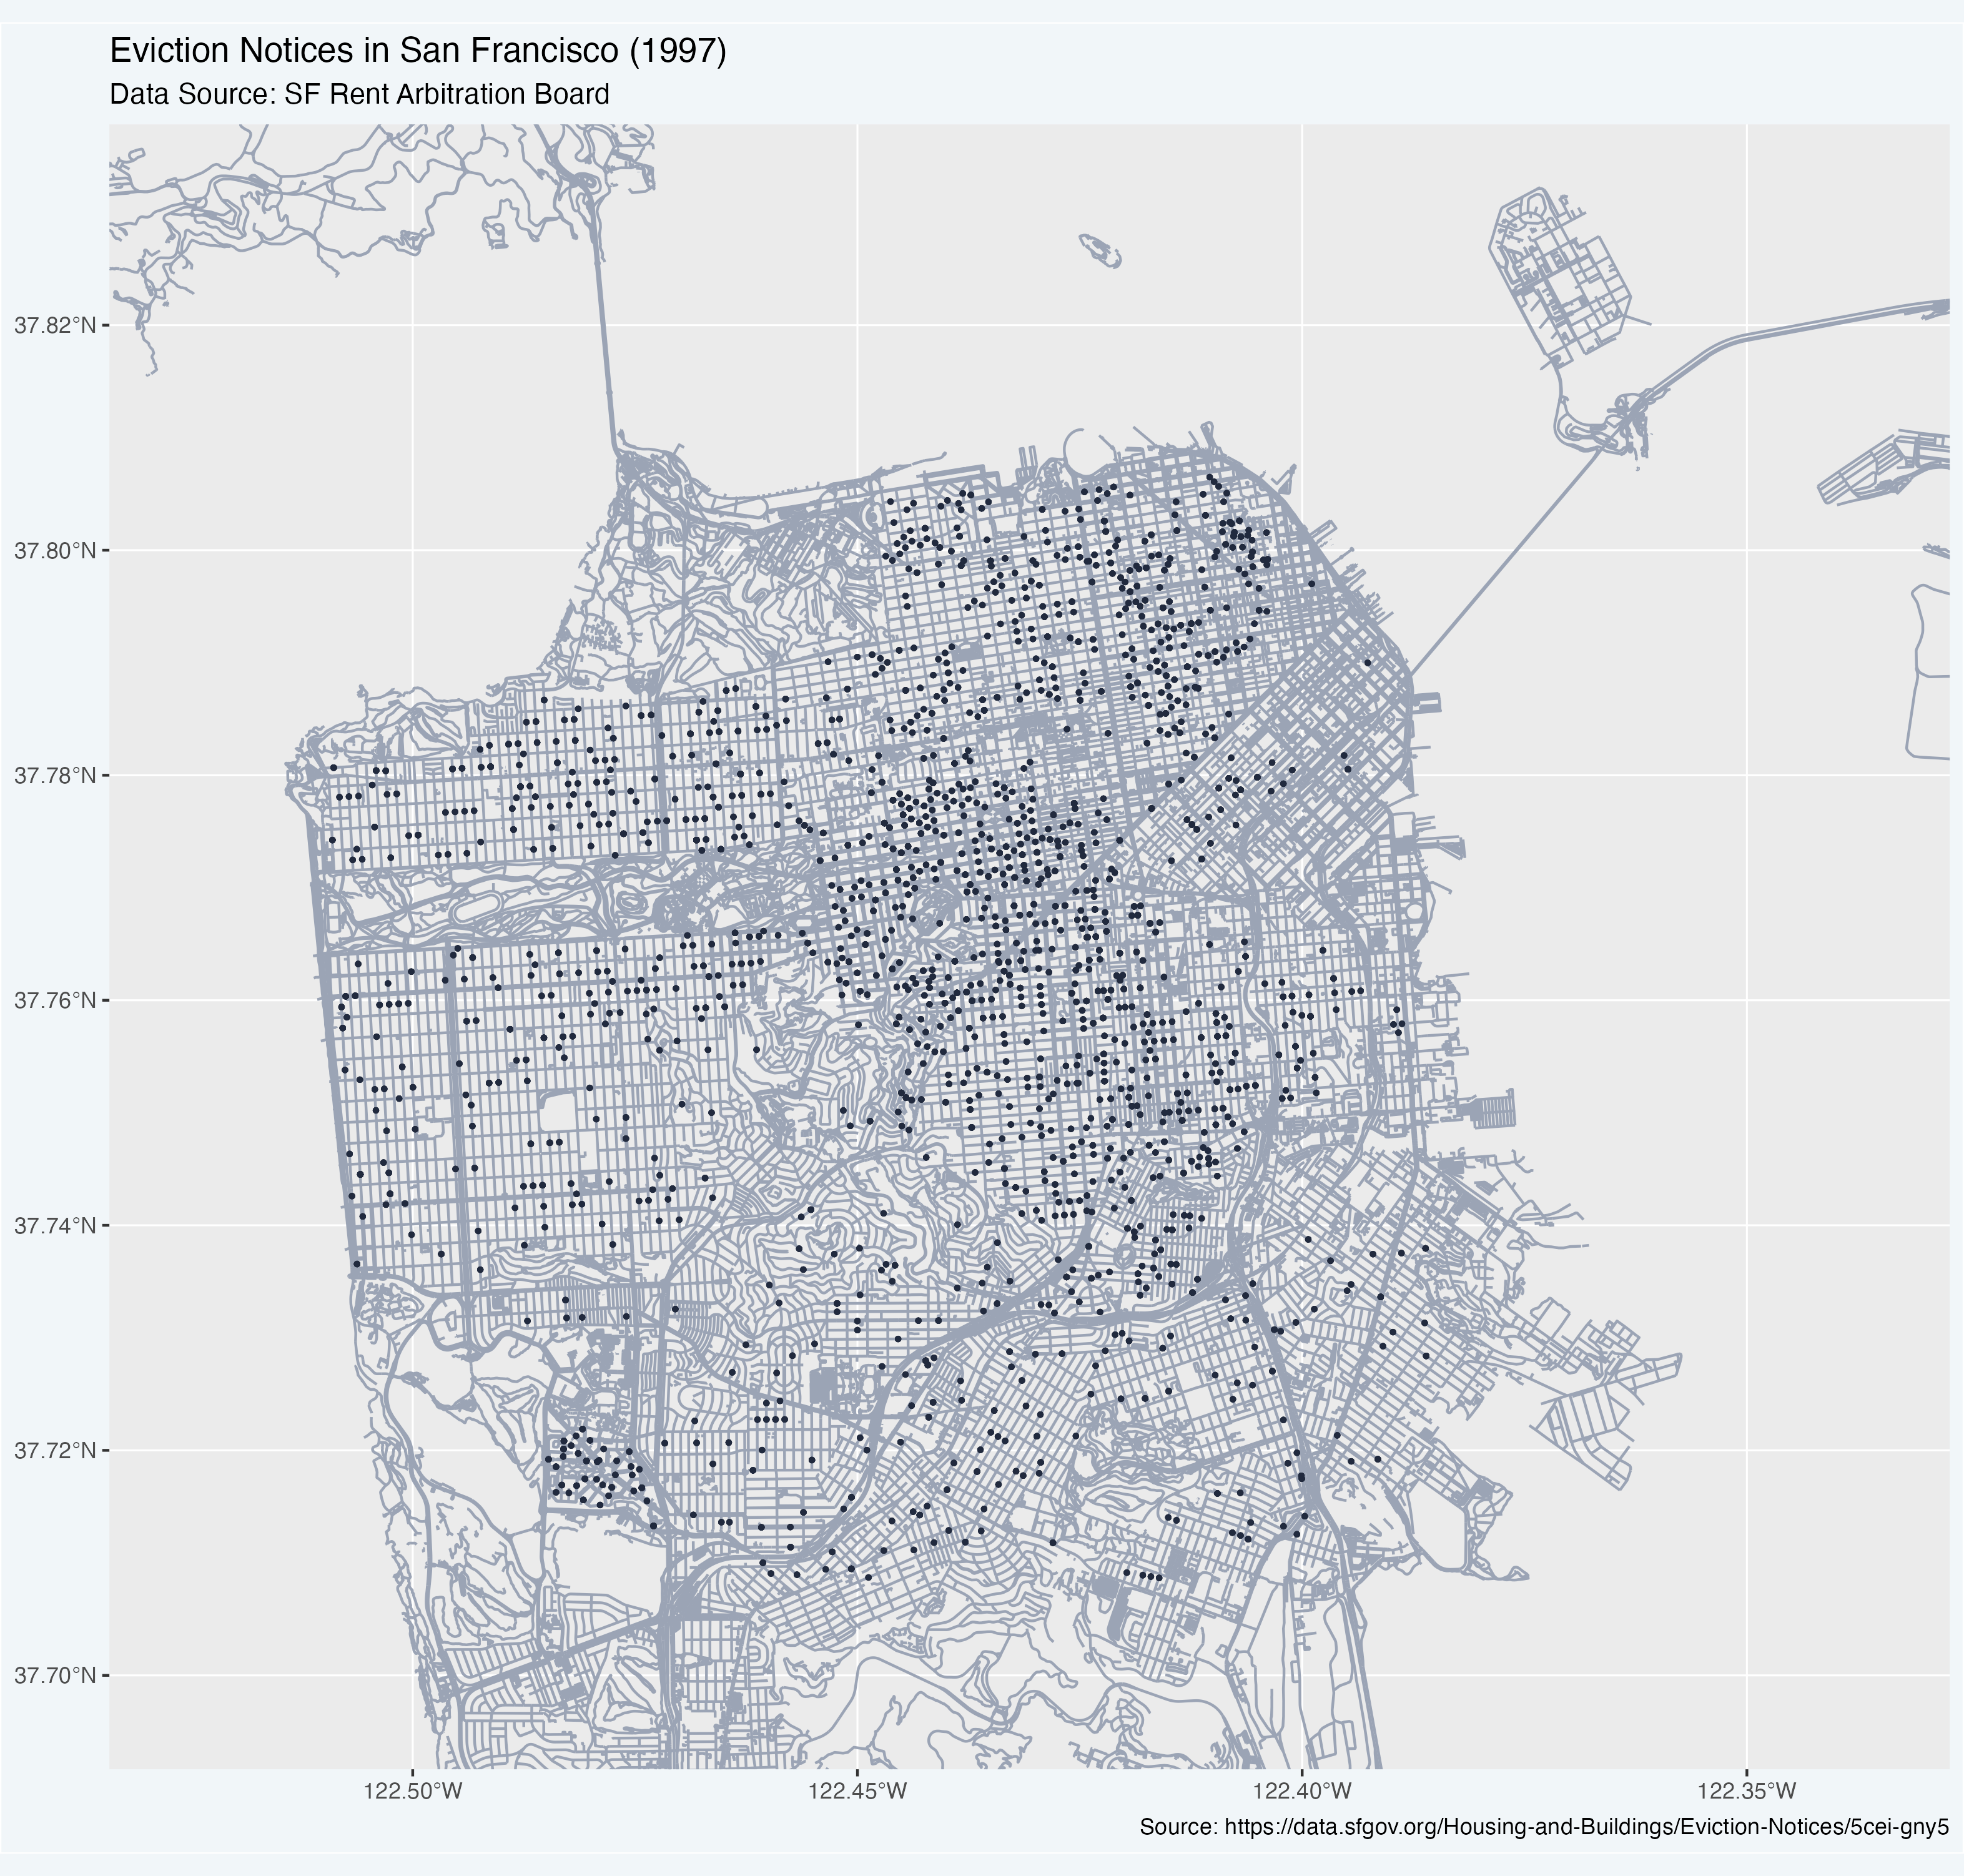 Eviction Notices in San Francisco (1997)
Data Source: SF Rent Arbitration Board
37.82°N
37.80°N
37.78°N
37.76°N
37.74°N
37.72°N
37.70°N
122.50°W
122.45°W
122.40°W
122.35°W
Source: https://data.sfgov.org/Housing-and-Buildings/Eviction-Notices/5cei-gny5